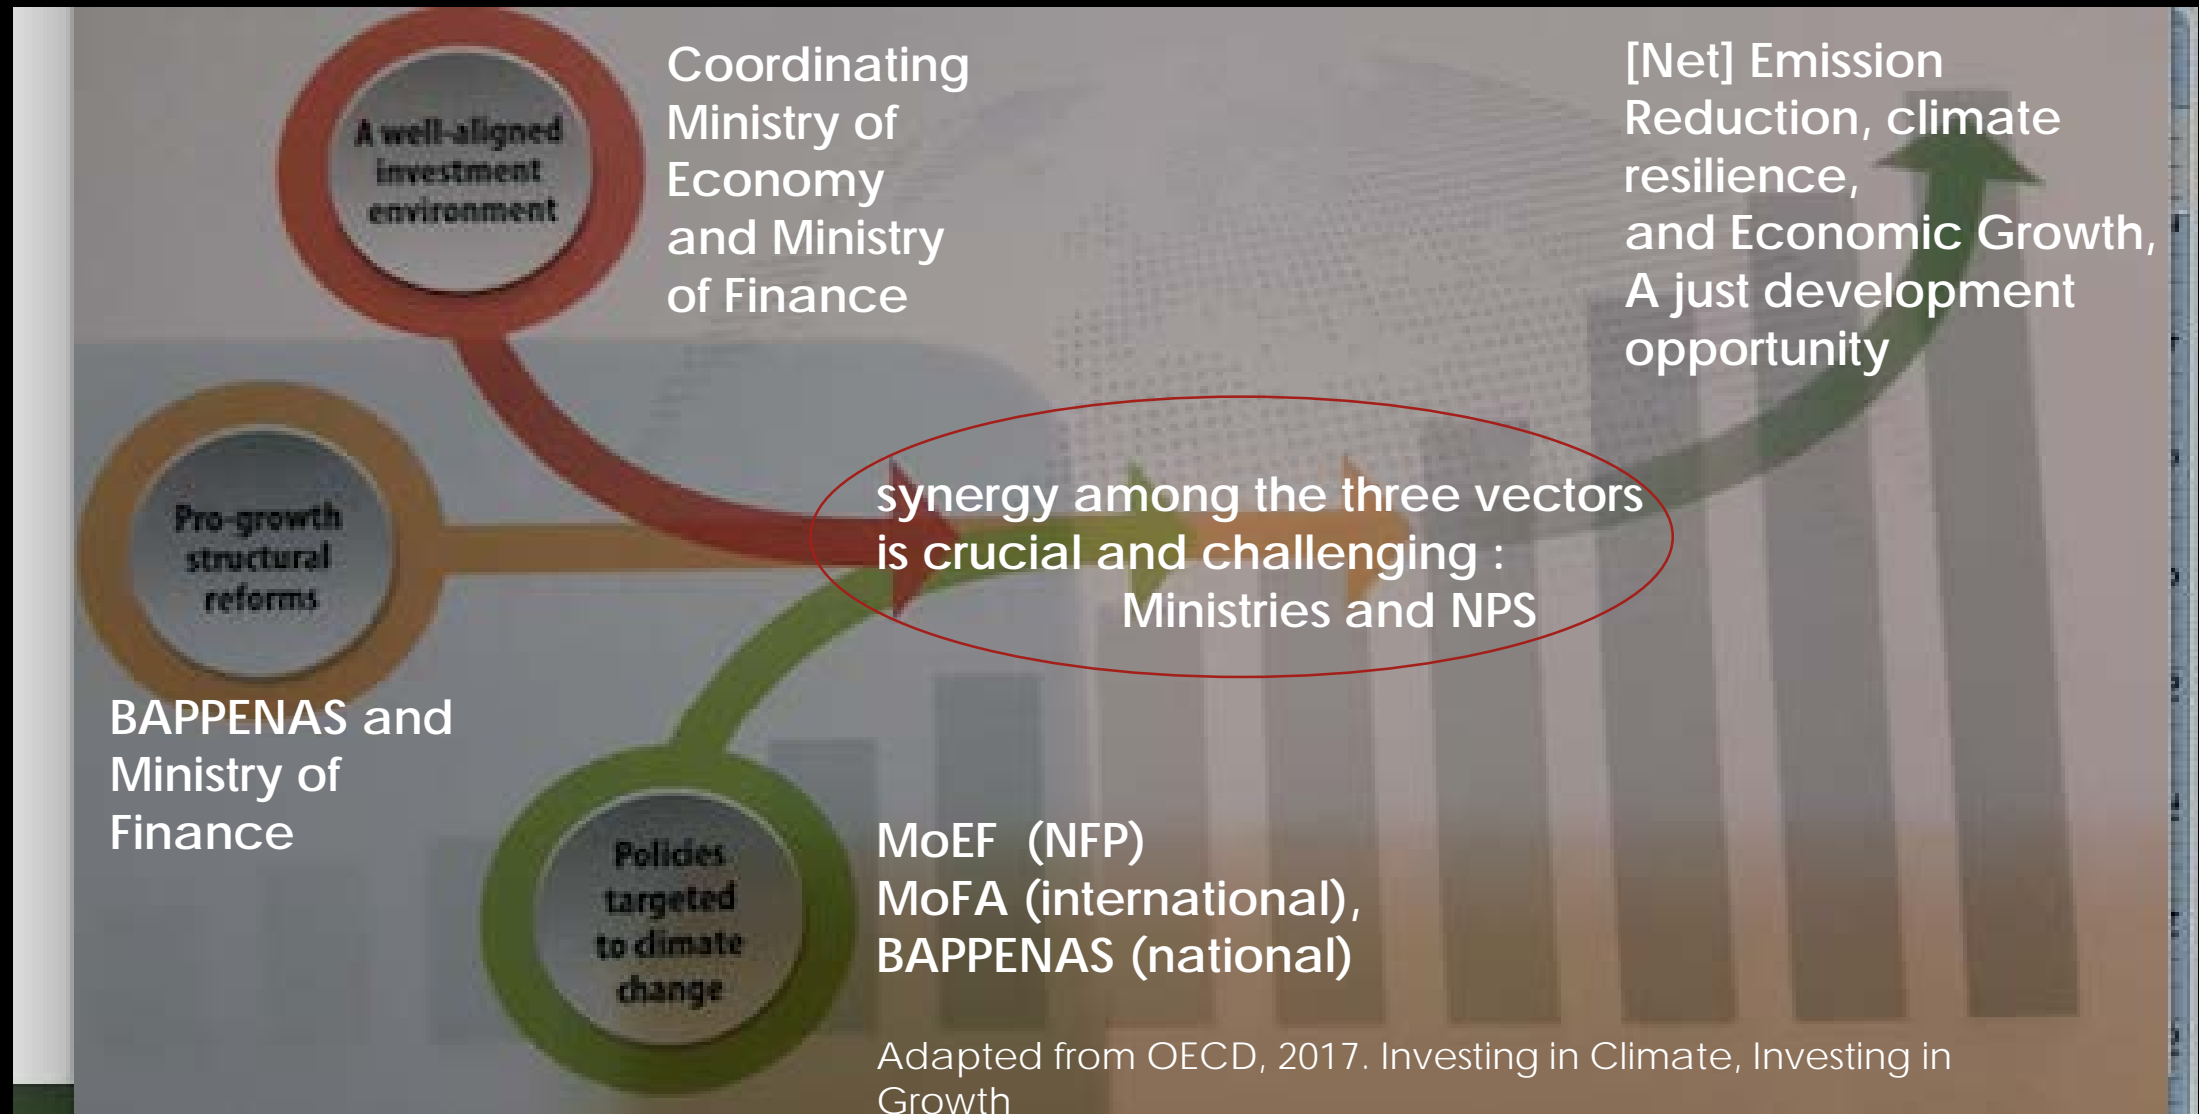 A well-aligned
investment
environment
Coordinating
Ministry of
Economy
and Ministry
of Finance
[Net] Emission
Reduction, climate
resilience,
and Economic Growth,
A just development
opportunity
Pro-growth
structural
reforms
synergy among the three vectors
is crucial and challenging :
Ministries and NPS
BAPPENAS and
Ministry of
Finance
Policies
targeted
to climate
change
MoEF (NFP)
MoFA (international),
BAPPENAS (national)
Adapted from OECD, 2017. Investing in Climate, Investing in
Growth